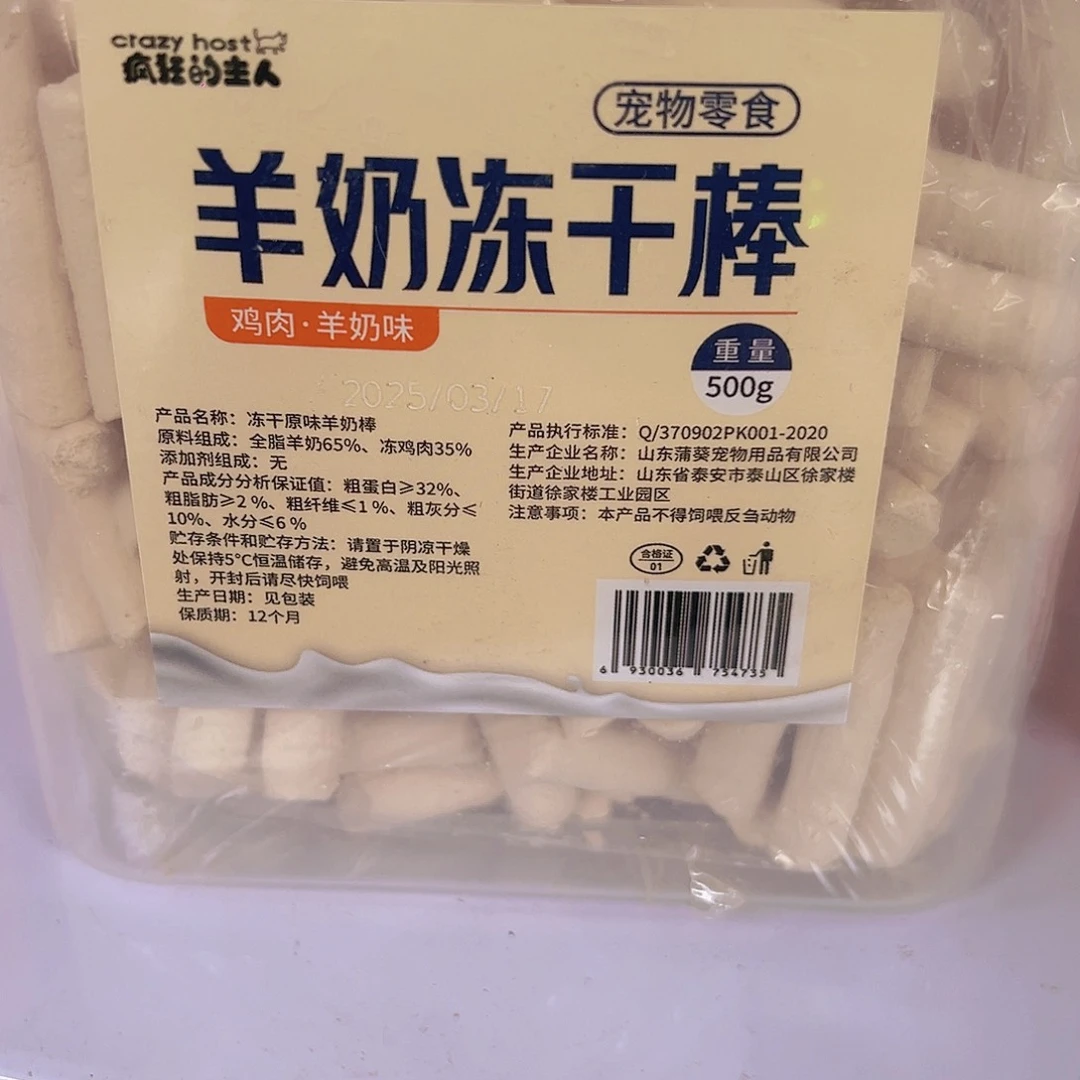 crazy host
疯狂的主人
宠物零食
羊奶冻干棒
鸡肉·羊奶味
重量
500g
2025/03/17
产品名称：冻干原味羊奶棒
原料组成：全脂羊奶65%、冻鸡肉35%
添加剂组成：无
产品成分分析保证值：粗蛋白≥32%、
粗脂肪≥2%、粗纤维≤1%、粗灰分≤
10%、水分≤6%
贮存条件和贮存方法：请置于阴凉干燥
处保持5°C恒温储存，避免高温及阳光照
射，开封后请尽快饲喂
生产日期：见包装
保质期：12个月
产品执行标准：Q/370902PK001-2020
生产企业名称：山东蒲葵宠物用品有限公司
生产企业地址：山东省泰安市泰山区徐家楼
街道徐家楼工业园区
注意事项：本产品不得饲喂反刍动物
合格证
01
6 930036 754735